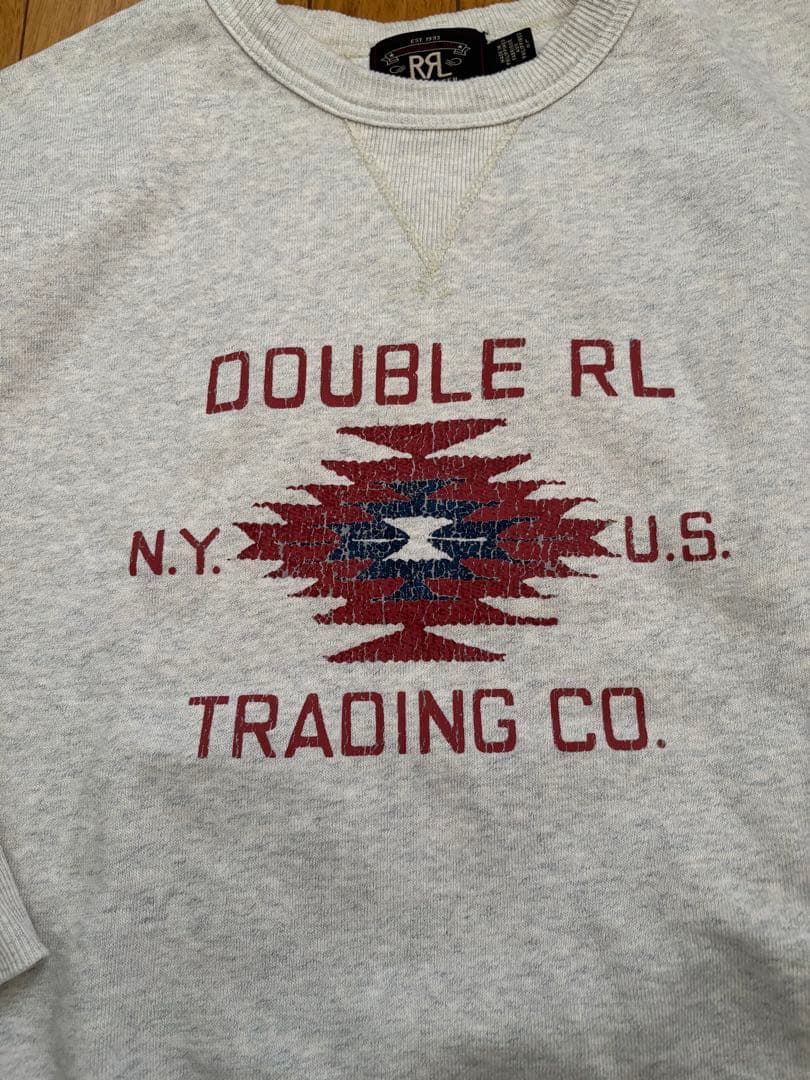 EST. 1993
RRL
DOUBLE RL
N.Y. U.S.
TRADING CO.